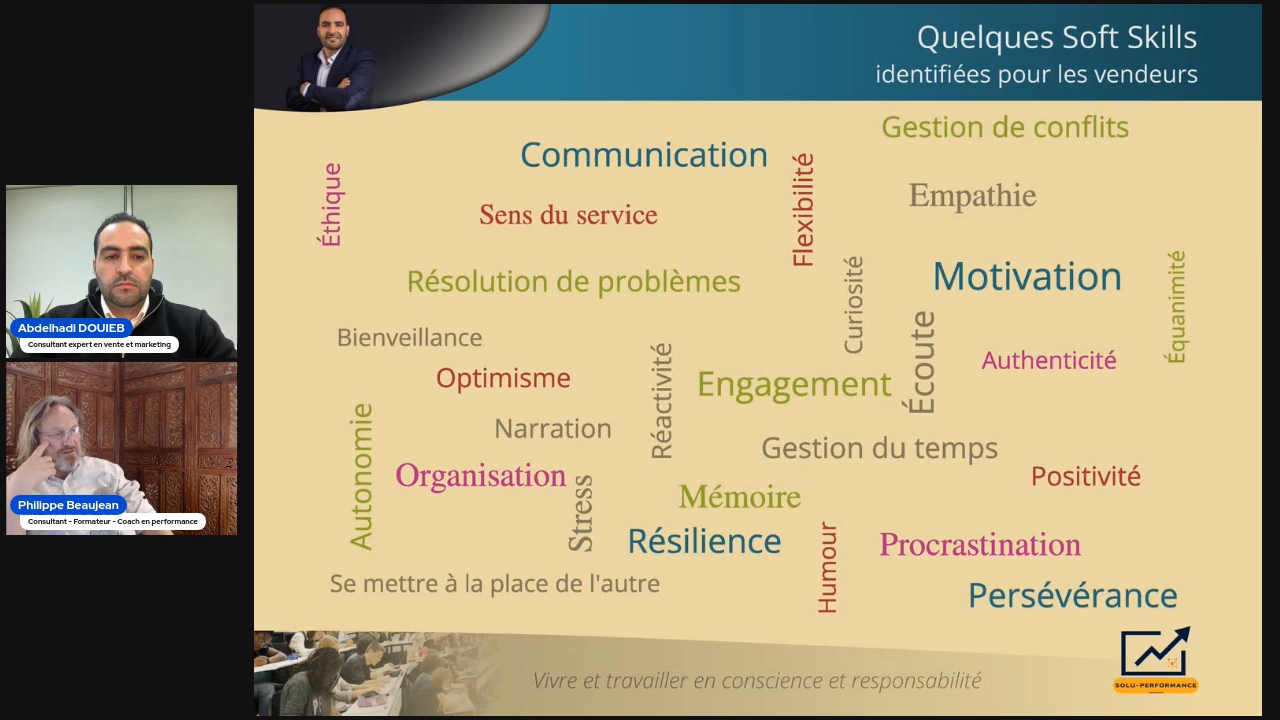 Quelques Soft Skills
identifiées pour les vendeurs
Gestion de conflits
Communication
Éthique
Flexibilité
Empathie
Sens du service
Résolution de problèmes
Curiosité
Motivation
Équanimité
Bienveillance
Écoute
Authenticité
Optimisme
Réactivité
Engagement
Narration
Gestion du temps
Autonomie
Organisation
Stress
Mémoire
Positivité
Résilience
Humour
Procrastination
Se mettre à la place de l'autre
Persévérance
Vivre et travailler en conscience et responsabilité
SOLU-PERFORMANCE
Abdelhadi DOUIEB
Consultant expert en vente et marketing
Philippe Beaujean
Consultant - Formateur - Coach en performance